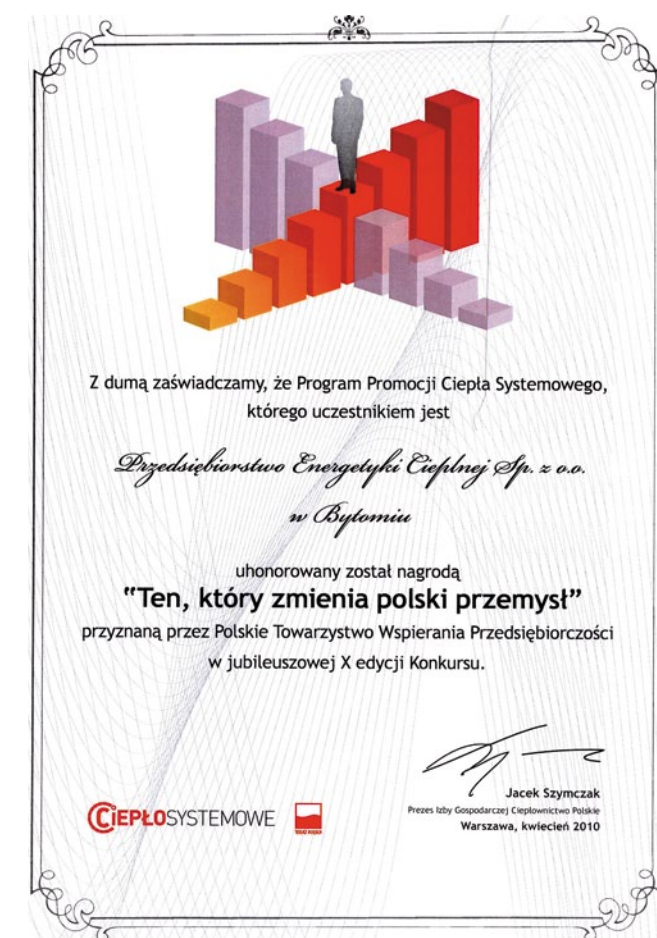 Z dumą zaświadczamy, że Program Promocji Ciepła Systemowego,
którego uczestnikiem jest
Przedsiębiorstwo Energetyki Cieplnej Sp. z o.o.
w Bytomiu
uhonorowany został nagrodą
"Ten, który zmienia polski przemysł"
przyznaną przez Polskie Towarzystwo Wspierania Przedsiębiorczości
w jubileuszowej X edycji Konkursu.
Jacek Szymczak
Prezes Izby Gospodarczej Ciepłownictwo Polskie
Warszawa, kwiecień 2010
CIEPŁOSYSTEMOWE